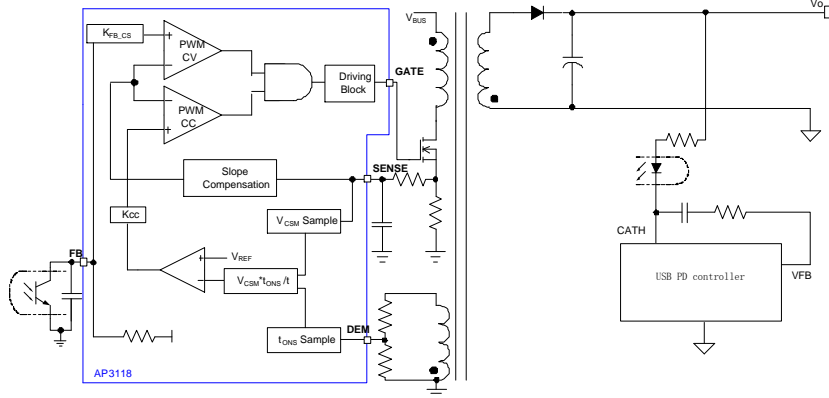 K_FB_CS
PWM
CV
PWM
CC
Driving
Block
GATE
V_BUS
Vo
Slope
Compensation
SENSE
Kcc
V_CSM Sample
FB
V_REF
V_CSM*t_ONS/t
t_ONS Sample
DEM
AP3118
CATH
VFB
USB PD controller